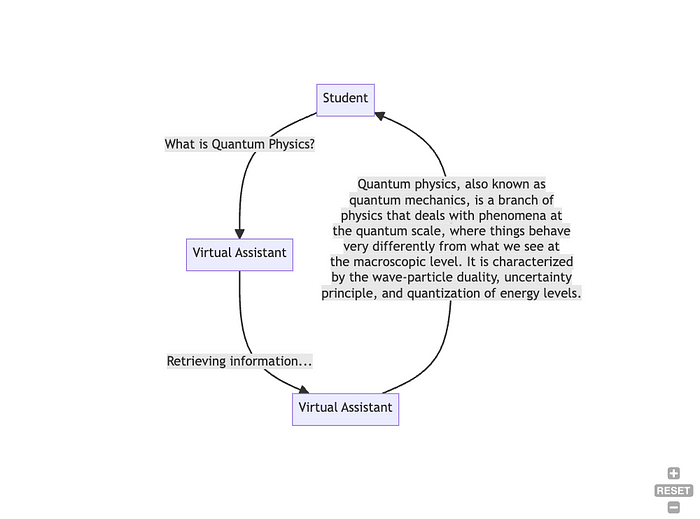 Student
What is Quantum Physics?
Quantum physics, also known as
quantum mechanics, is a branch of
physics that deals with phenomena at
the quantum scale, where things behave
very differently from what we see at
the macroscopic level. It is characterized
by the wave-particle duality, uncertainty
principle, and quantization of energy levels.
Virtual Assistant
Retrieving information...
Virtual Assistant
RESET